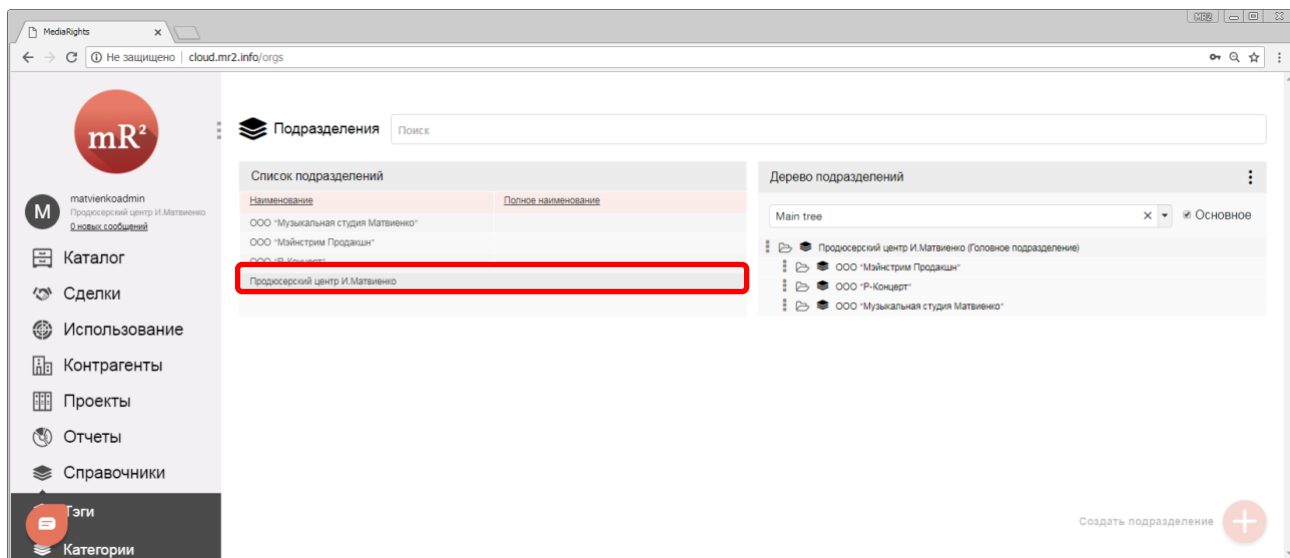 MR2
MediaRights
Не защищено | cloud.mr2.info/orgs
mR²
Подразделения
Поиск
matvienkoadmin
M
Продюсерский центр И.Матвиенко
0 новых сообщений
Каталог
Сделки
Использование
Контрагенты
Проекты
Отчеты
Справочники
Тэги
Категории
Список подразделений
Наименование Полное наименование
ООО "Музыкальная студия Матвиенко"
ООО "Мэйнстрим Продакшн"
ООО "Р-Концерт"
Продюсерский центр И.Матвиенко
Дерево подразделений
Main tree
Основное
Продюсерский центр И.Матвиенко (Головное подразделение)
ООО "Мэйнстрим Продакшн"
ООО "Р-Концерт"
ООО "Музыкальная студия Матвиенко"
Создать подразделение